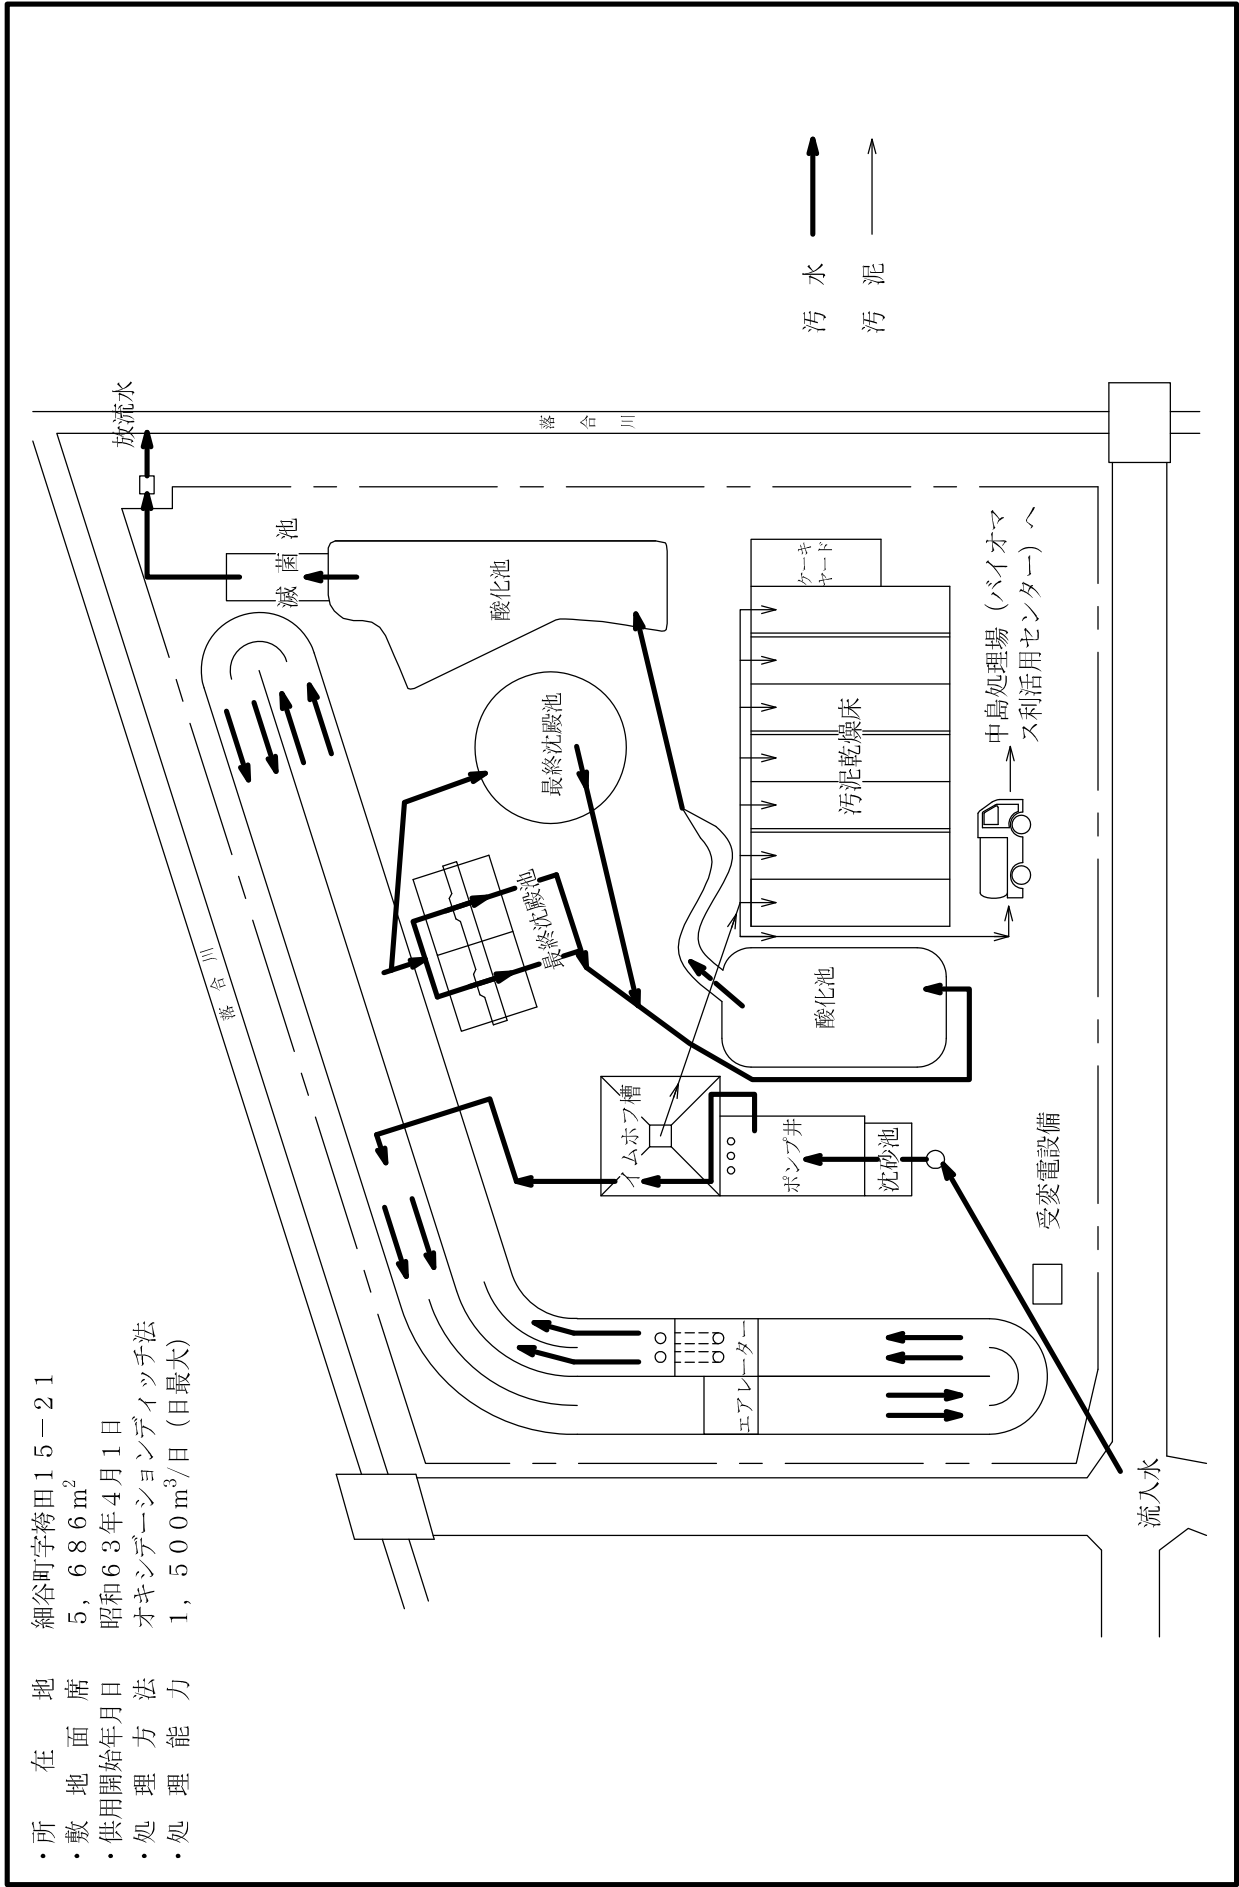 ・所在地 細谷町字袴田１５－２１
・敷地面席 ５，６８６m²
・供用開始年月日 昭和６３年４月１日
・処理方法 オキシデーションディッチ法
・処理能力 １，５００m³/日（日最大）
落合川
放流水
落合川
滅菌池
酸化池
最終沈殿池
最終沈殿池
イムホフ槽
ポンプ井
沈砂池
酸化池
汚泥乾燥床
ケーキ
ヤード
中島処理場（バイオマ
ス利活用センター）へ
エアレーター
受変電設備
流入水
汚水
汚泥